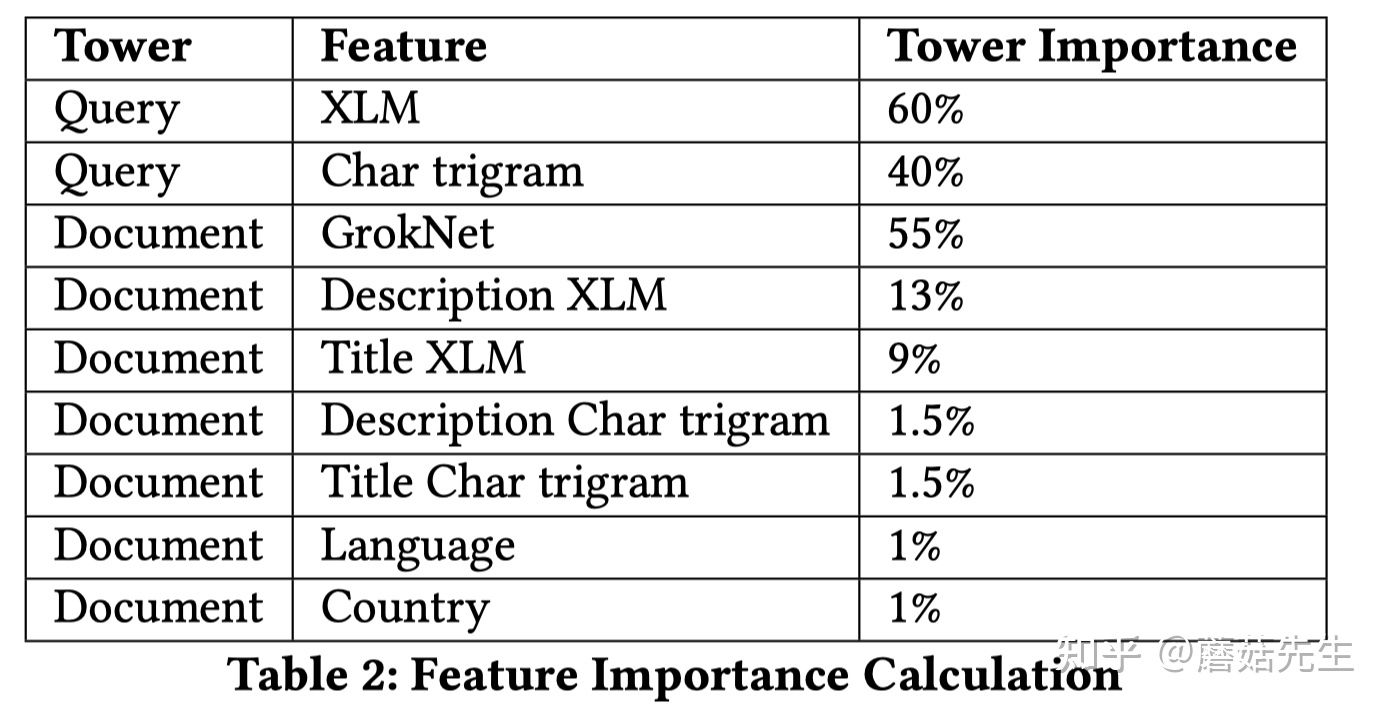 Tower Feature Tower Importance
Query XLM 60%
Query Char trigram 40%
Document GrokNet 55%
Document Description XLM 13%
Document Title XLM 9%
Document Description Char trigram 1.5%
Document Title Char trigram 1.5%
Document Language 1%
Document Country 1%
Table 2: Feature Importance Calculation
知乎 @蘑菇先生